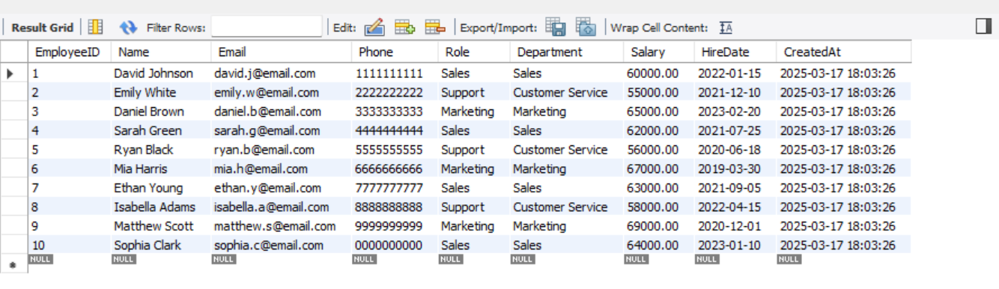 Result Grid Filter Rows: Edit: Export/Import: Wrap Cell Content: IA
EmployeeID Name Email Phone Role Department Salary HireDate CreatedAt
1 David Johnson david.j@email.com 1111111111 Sales Sales 60000.00 2022-01-15 2025-03-17 18:03:26
2 Emily White emily.w@email.com 2222222222 Support Customer Service 55000.00 2021-12-10 2025-03-17 18:03:26
3 Daniel Brown daniel.b@email.com 3333333333 Marketing Marketing 65000.00 2023-02-20 2025-03-17 18:03:26
4 Sarah Green sarah.g@email.com 4444444444 Sales Sales 62000.00 2021-07-25 2025-03-17 18:03:26
5 Ryan Black ryan.b@email.com 5555555555 Support Customer Service 56000.00 2020-06-18 2025-03-17 18:03:26
6 Mia Harris mia.h@email.com 6666666666 Marketing Marketing 67000.00 2019-03-30 2025-03-17 18:03:26
7 Ethan Young ethan.y@email.com 7777777777 Sales Sales 63000.00 2021-09-05 2025-03-17 18:03:26
8 Isabella Adams isabella.a@email.com 8888888888 Support Customer Service 58000.00 2022-04-15 2025-03-17 18:03:26
9 Matthew Scott matthew.s@email.com 9999999999 Marketing Marketing 69000.00 2020-12-01 2025-03-17 18:03:26
10 Sophia Clark sophia.c@email.com 0000000000 Sales Sales 64000.00 2023-01-10 2025-03-17 18:03:26
NULL NULL NULL NULL NULL NULL NULL NULL NULL